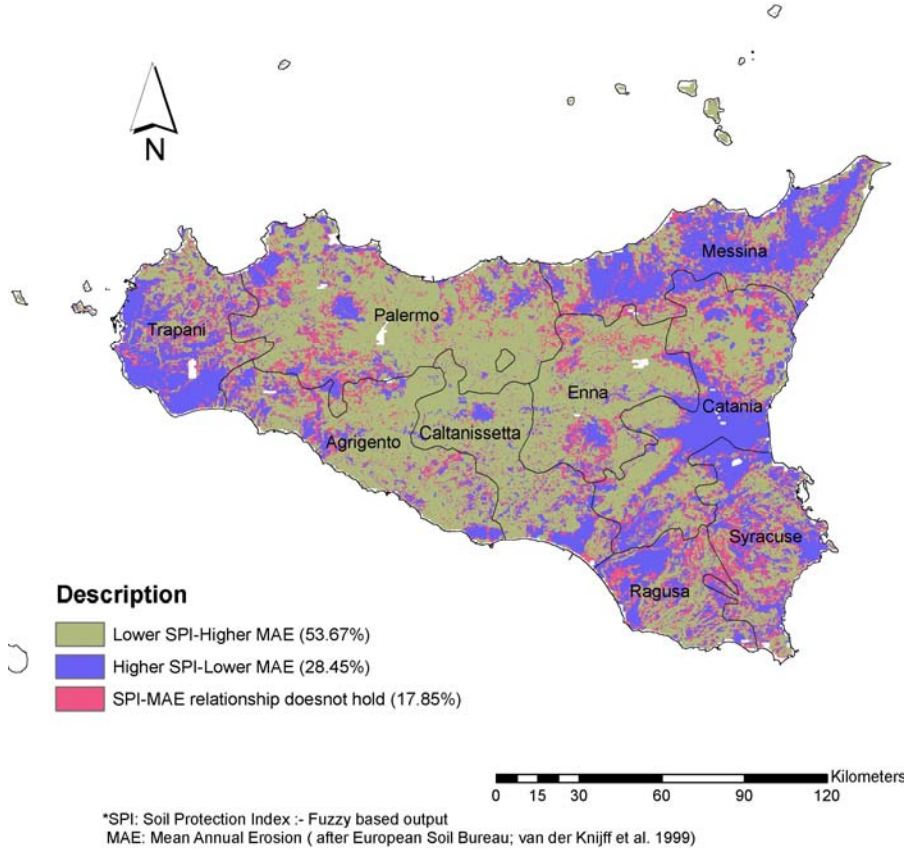 N
Messina
Trapani
Palermo
Enna
Catania
Agrigento
Caltanissetta
Syracuse
Ragusa
Description
Lower SPI-Higher MAE (53.67%)
Higher SPI-Lower MAE (28.45%)
SPI-MAE relationship doesnot hold (17.85%)
Kilometers
0 15 30 60 90 120
*SPI: Soil Protection Index :- Fuzzy based output
MAE: Mean Annual Erosion ( after European Soil Bureau; van der Knijff et al. 1999)